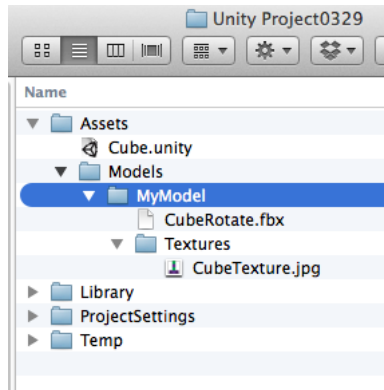 Unity Project0329
Name
Assets
Cube.unity
Models
MyModel
CubeRotate.fbx
Textures
CubeTexture.jpg
Library
ProjectSettings
Temp